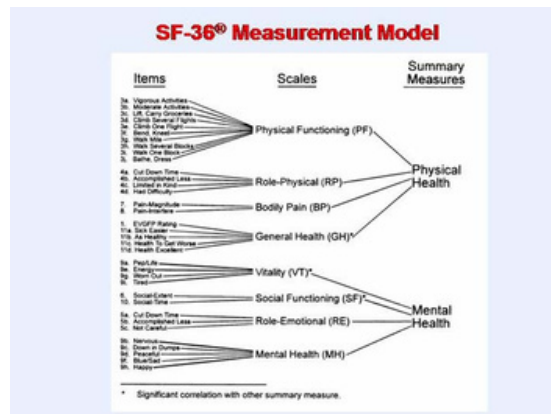 SF-36® Measurement Model
Items
Scales
Summary
Measures
3a. Vigorous Activities
3b. Moderate Activities
3c. Lift, Carry Groceries
3d. Climb Several Flights
3e. Climb One Flight
3f. Bend, Kneel
3g. Walk Mile
3h. Walk Several Blocks
3i. Walk One Block
3j. Bathe, Dress
Physical Functioning (PF)
4a. Cut Down Time
4b. Accomplished Less
4c. Limited in Kind
4d. Had Difficulty
Role-Physical (RP)
Physical
Health
7. Pain-Magnitude
8. Pain-Interfere
Bodily Pain (BP)
1. EVGFP Rating
11a. Sick Easier
11b. As Healthy
11c. Health To Get Worse
11d. Health Excellent
General Health (GH)*
9a. Pep/Life
9e. Energy
9g. Worn Out
9i. Tired
Vitality (VT)*
6. Social-Extent
10. Social-Time
Social Functioning (SF)*
Mental
Health
5a. Cut Down Time
5b. Accomplished Less
5c. Not Careful
Role-Emotional (RE)
9b. Nervous
9c. Down in Dumps
9d. Peaceful
9f. Blue/Sad
9h. Happy
Mental Health (MH)
* Significant correlation with other summary measure.